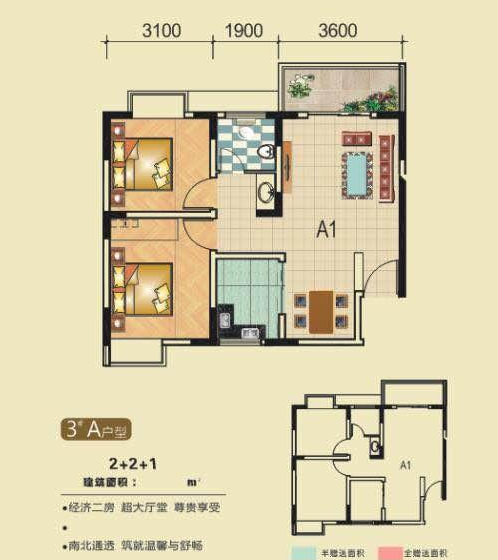 3100 1900 3600
A1
3# A户型
2+2+1
建筑面积： m²
•经济二房 超大厅堂 尊贵享受
•
•南北通透 筑就温馨与舒畅
A1
半赠送面积 全赠送面积